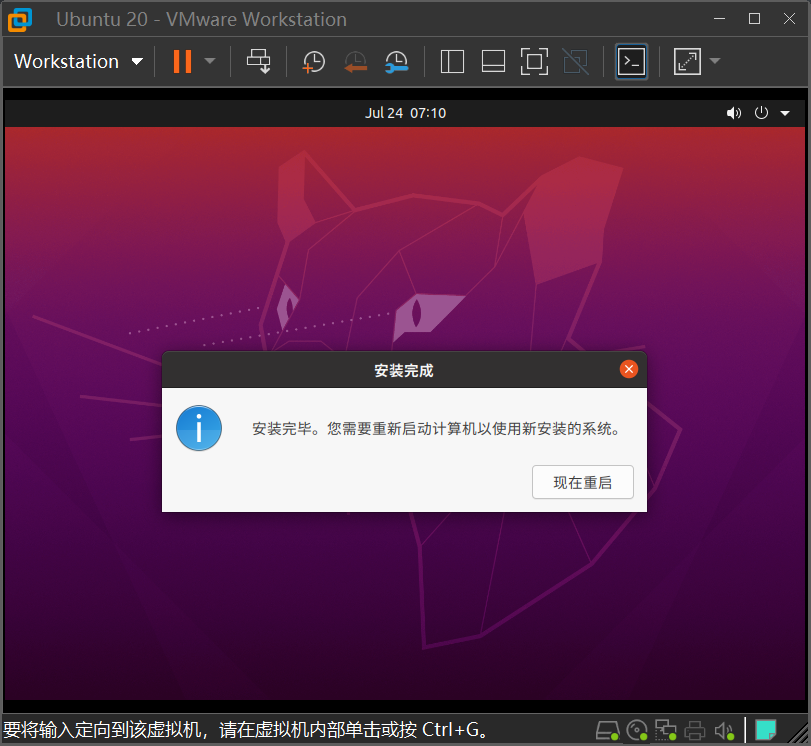 Ubuntu 20 - VMware Workstation
Workstation
Jul 24 07:10
安装完成
安装完毕。您需要重新启动计算机以使用新安装的系统。
现在重启
要将输入定向到该虚拟机，请在虚拟机内部单击或按 Ctrl+G。